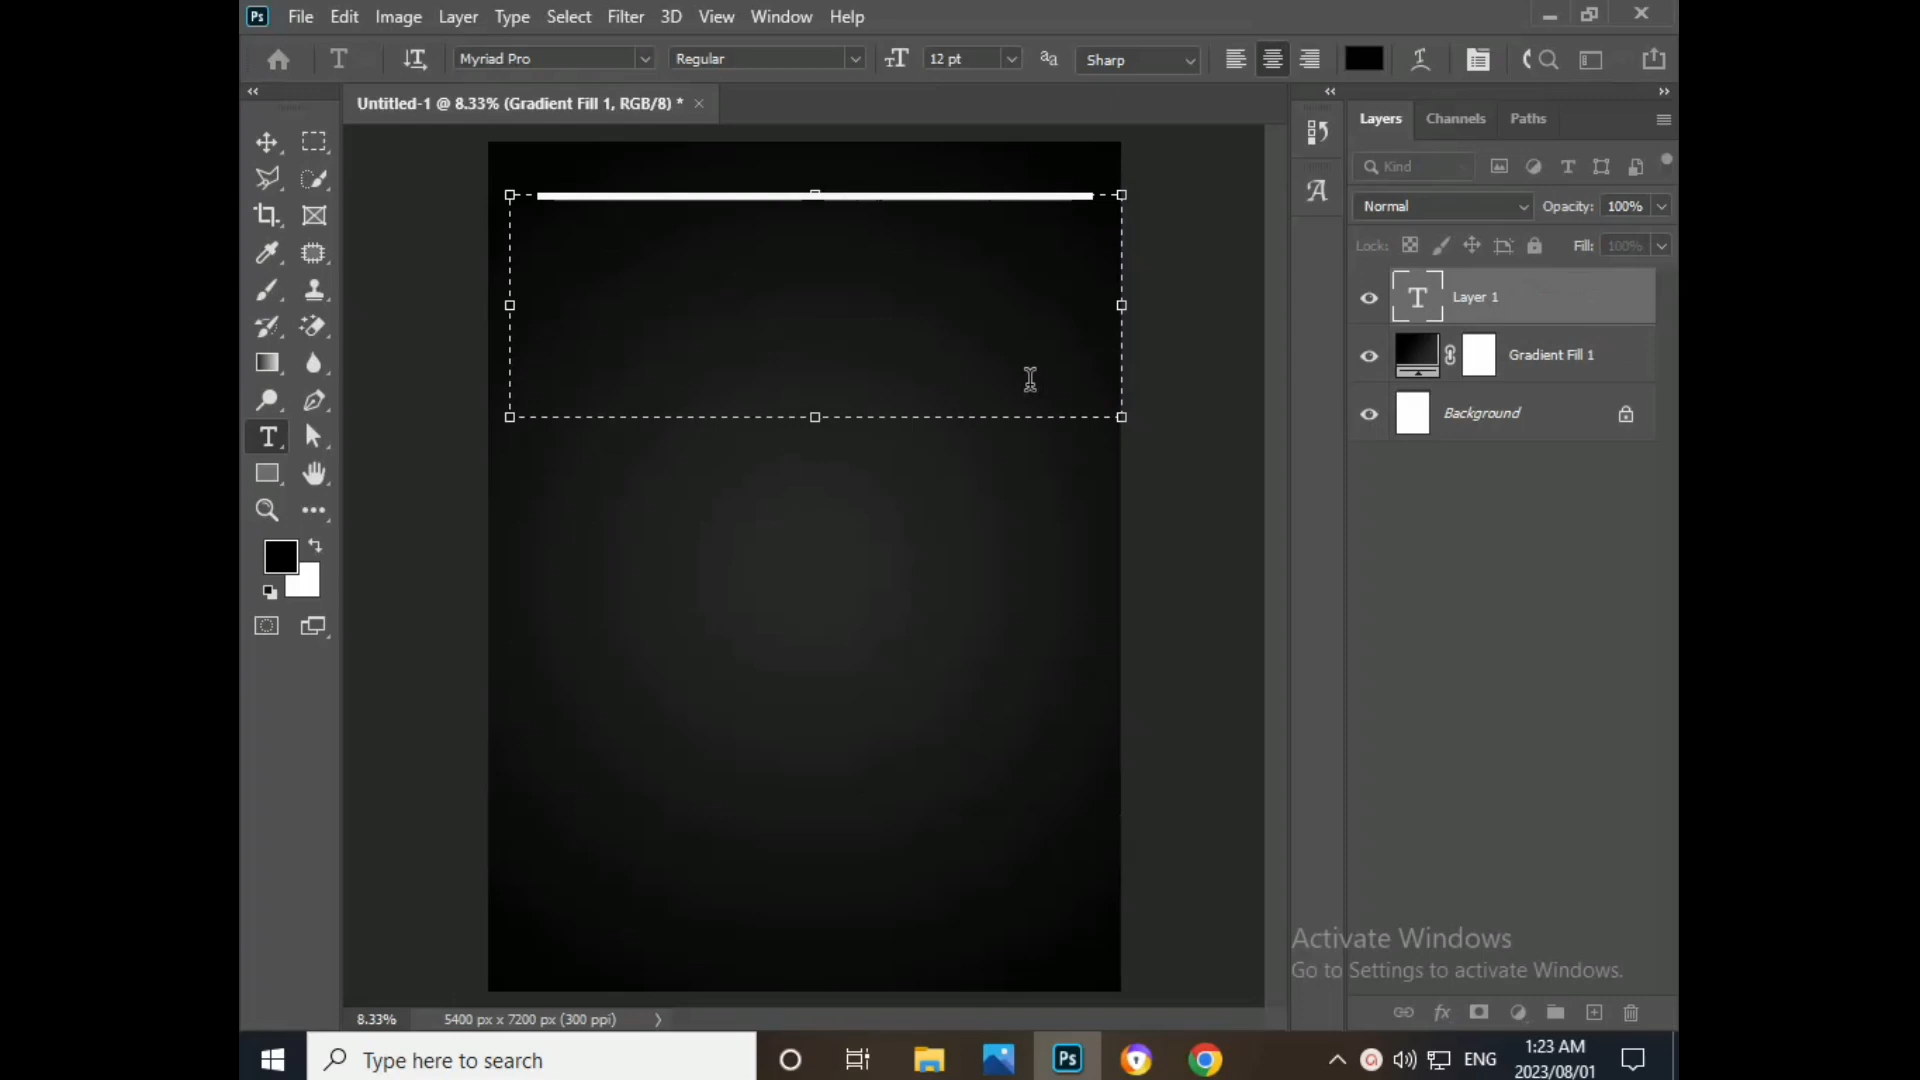 Ps File Edit Image Layer Type Select Filter 3D View Window Help
T Myriad Pro Regular 12 pt Sharp
Untitled-1 @ 8.33% (Gradient Fill 1, RGB/8) *
Layers Channels Paths
Kind
Normal Opacity: 100%
Lock: Fill: 100%
T Layer 1
Gradient Fill 1
Background
Activate Windows
Go to Settings to activate Windows.
8.33% 5400 px x 7200 px (300 ppi)
Type here to search Ps ENG 1:23 AM
2023/08/01